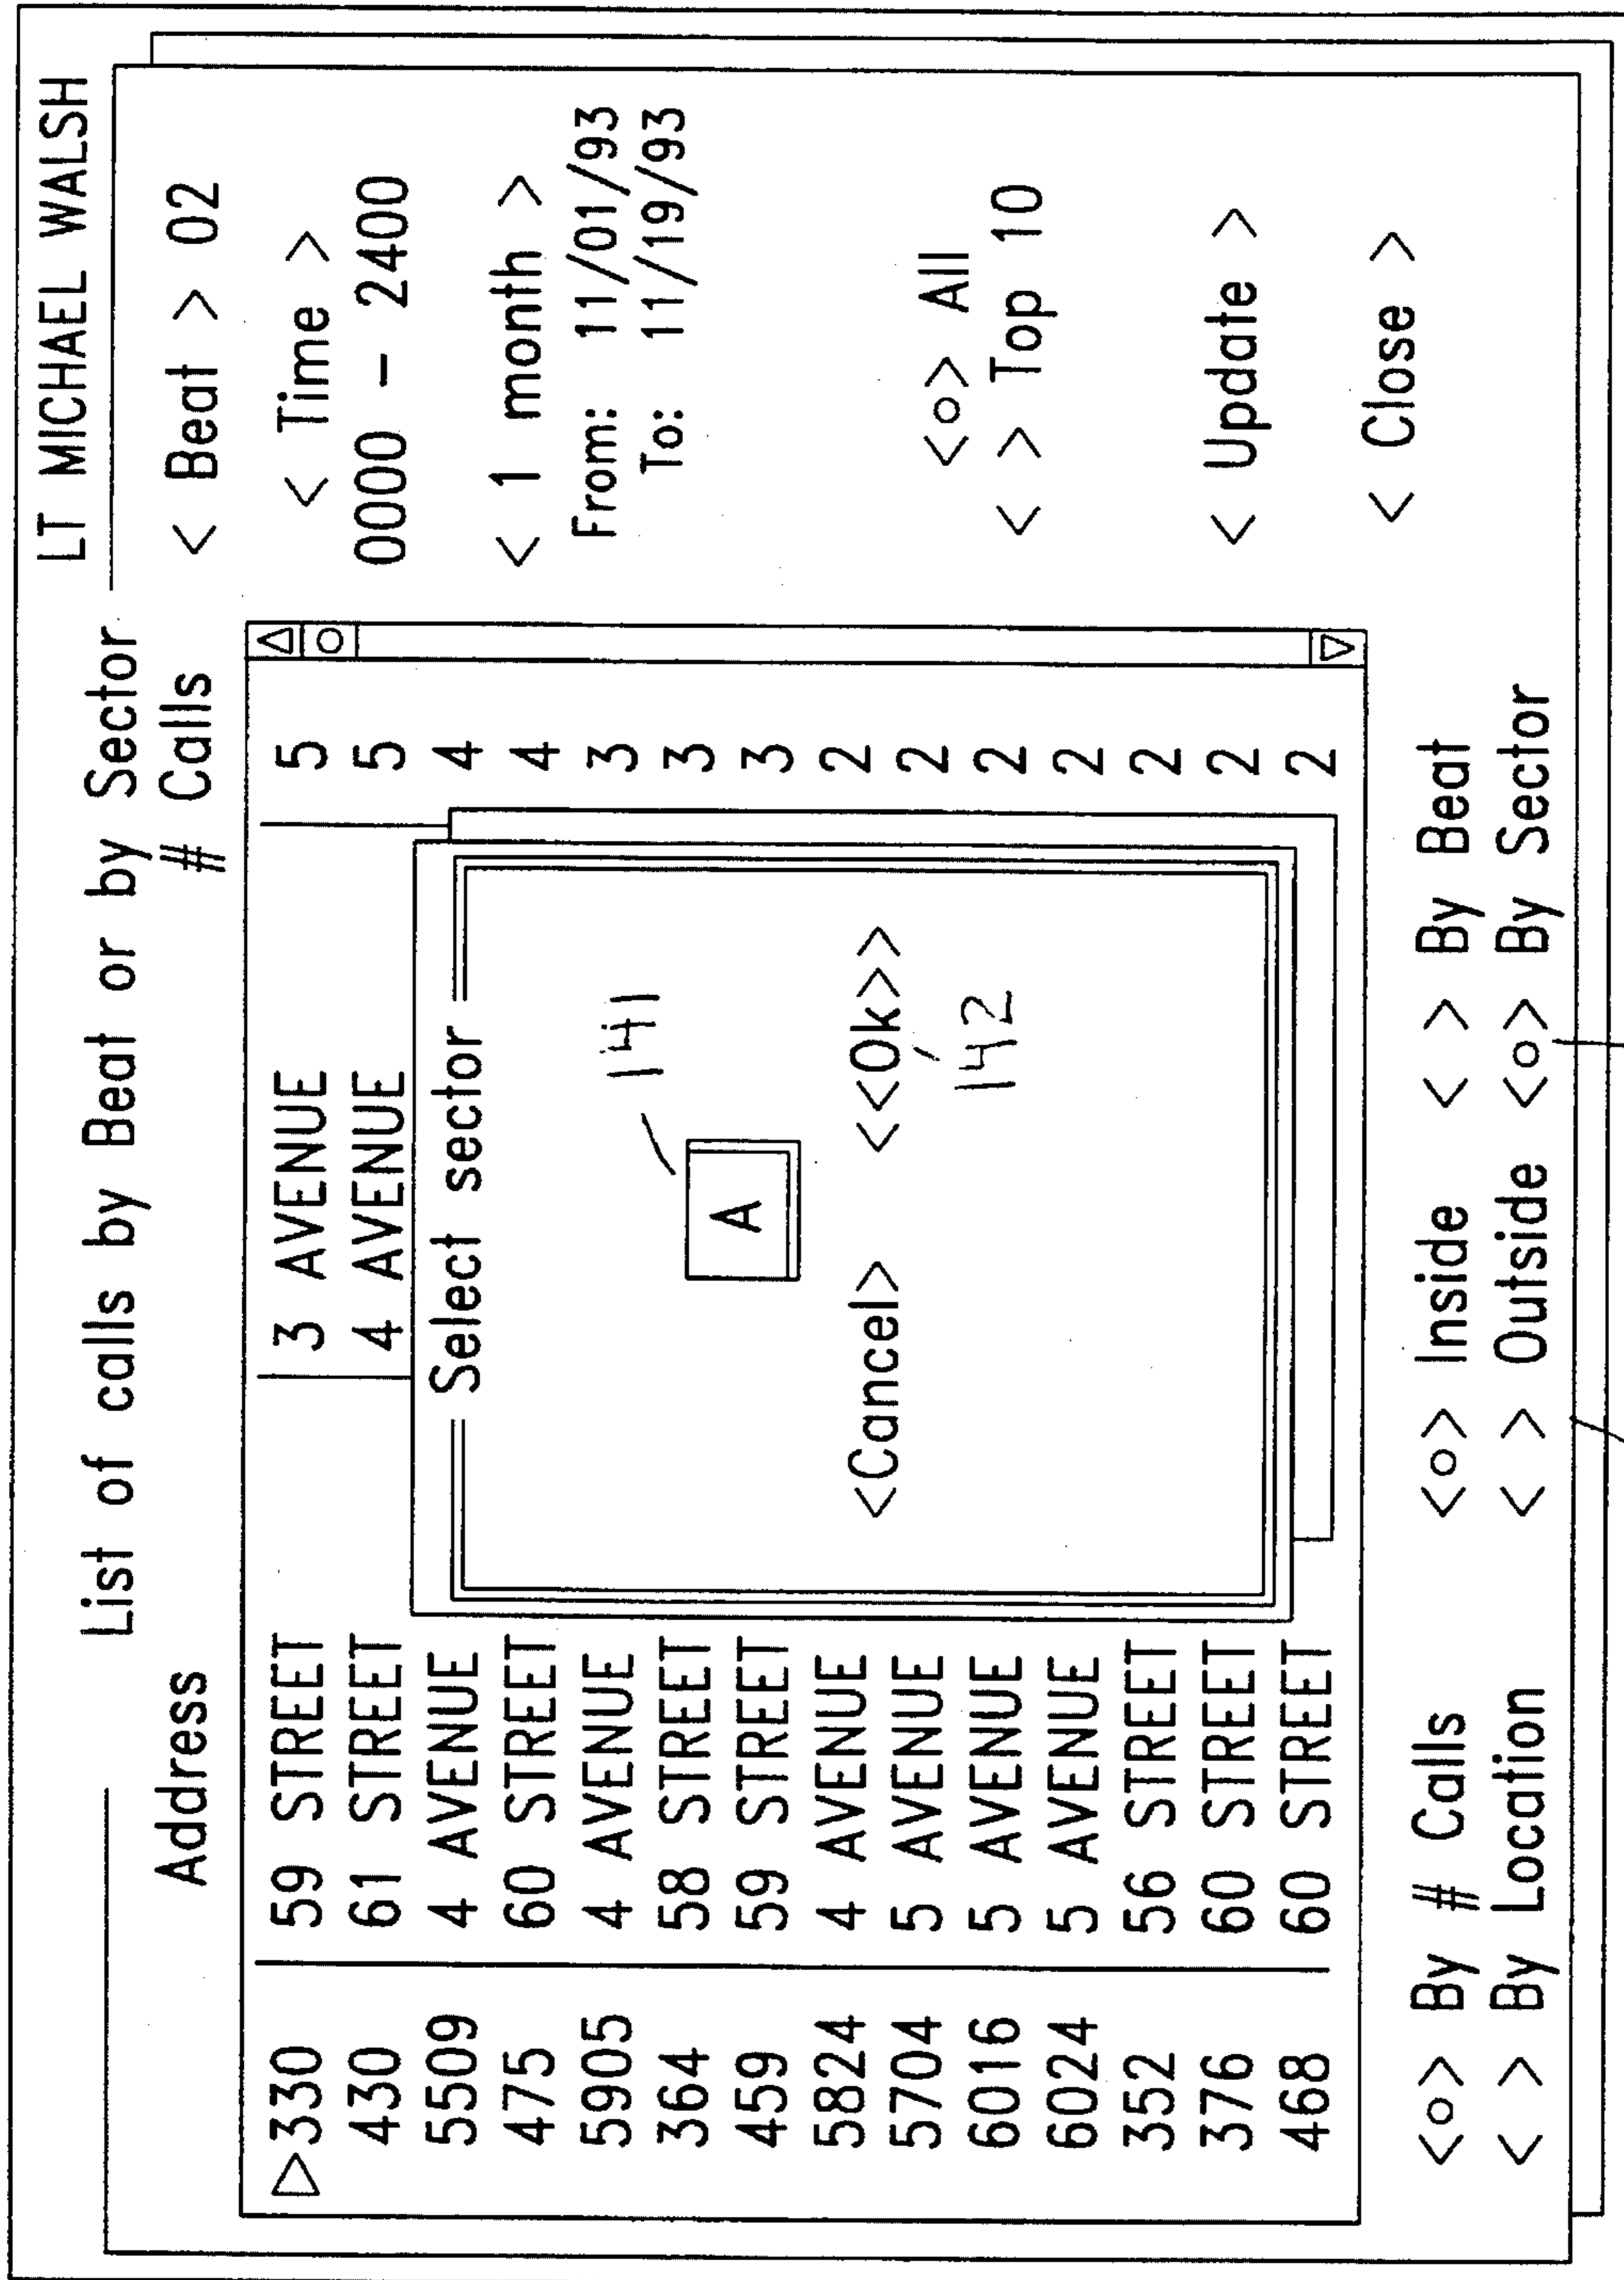 LT MICHAEL WALSH
List of calls by Beat or by Sector
Address # Calls
▷330 59 STREET 3 AVENUE 5
430 61 STREET 4 AVENUE 5
5509 4 AVENUE 4
475 60 STREET 4
5905 4 AVENUE 3
364 58 STREET 3
459 59 STREET 3
5824 4 AVENUE 2
5704 5 AVENUE 2
6016 5 AVENUE 2
6024 5 AVENUE 2
352 56 STREET 2
376 60 STREET 2
468 60 STREET 2
Select sector
141
A
<Cancel> <<Ok>>
142
< Beat > 02
< Time >
0000 - 2400
< 1 month >
From: 11/01/93
To: 11/19/93
<o> All
< > Top 10
< Update >
< Close >
<o> By # Calls <o> Inside < > By Beat
< > By Location < > Outside <o> By Sector